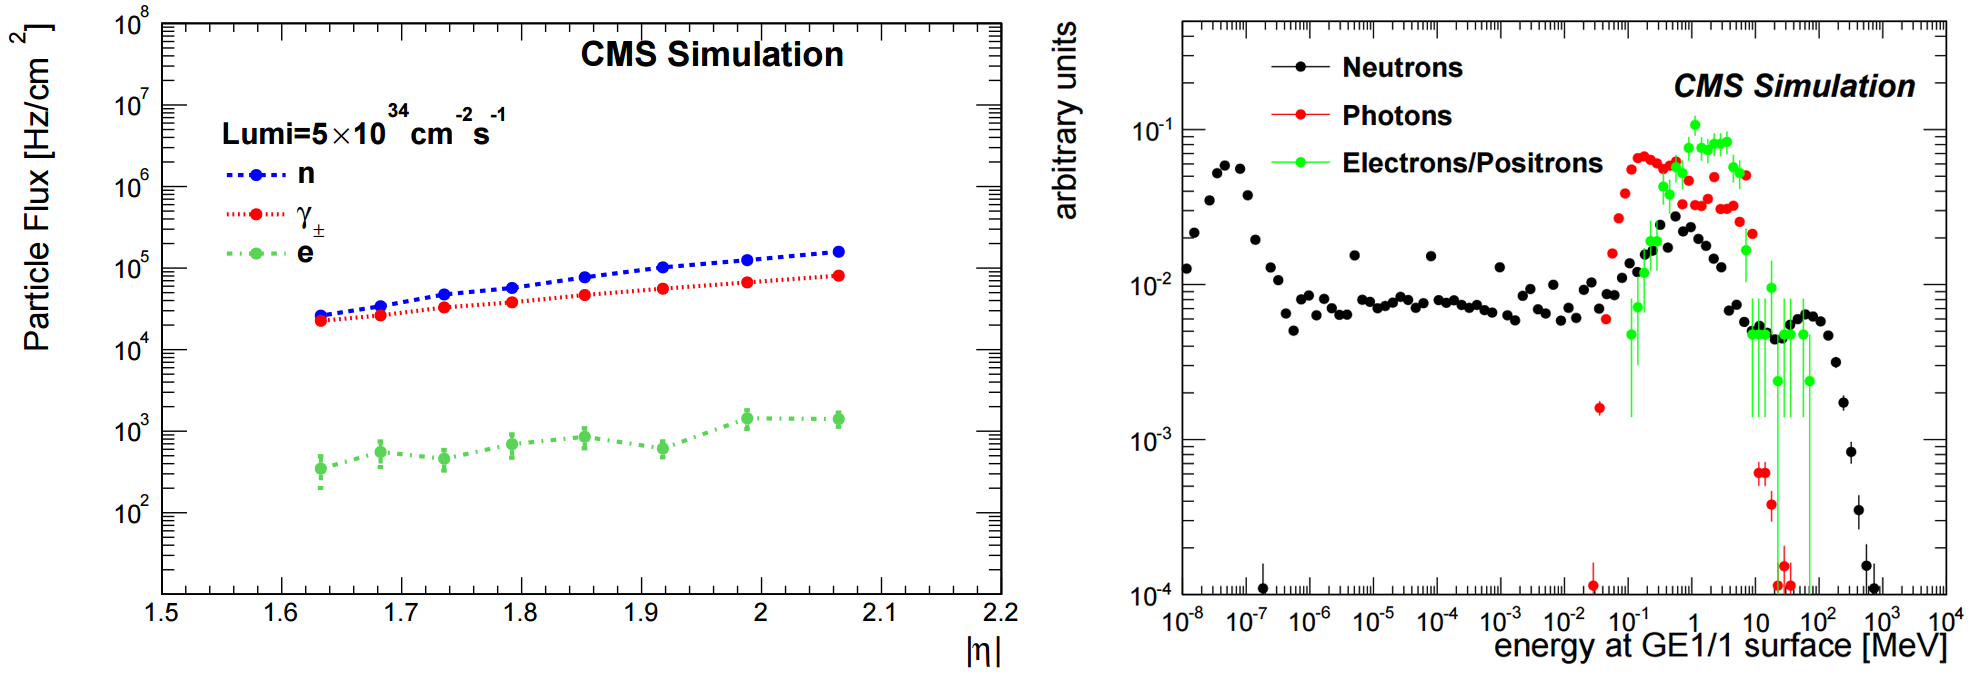 CMS Simulation
Lumi=5×10^34 cm^-2 s^-1
n
γ
±
e
Particle Flux [Hz/cm^2]
10^8
10^7
10^6
10^5
10^4
10^3
10^2
1.5 1.6 1.7 1.8 1.9 2 2.1 2.2
|η|
Neutrons
Photons
Electrons/Positrons
CMS Simulation
arbitrary units
10^-1
10^-2
10^-3
10^-4
10^-8 10^-7 10^-6 10^-5 10^-4 10^-3 10^-2 10^-1 1 10 10^2 10^3 10^4
energy at GE1/1 surface [MeV]